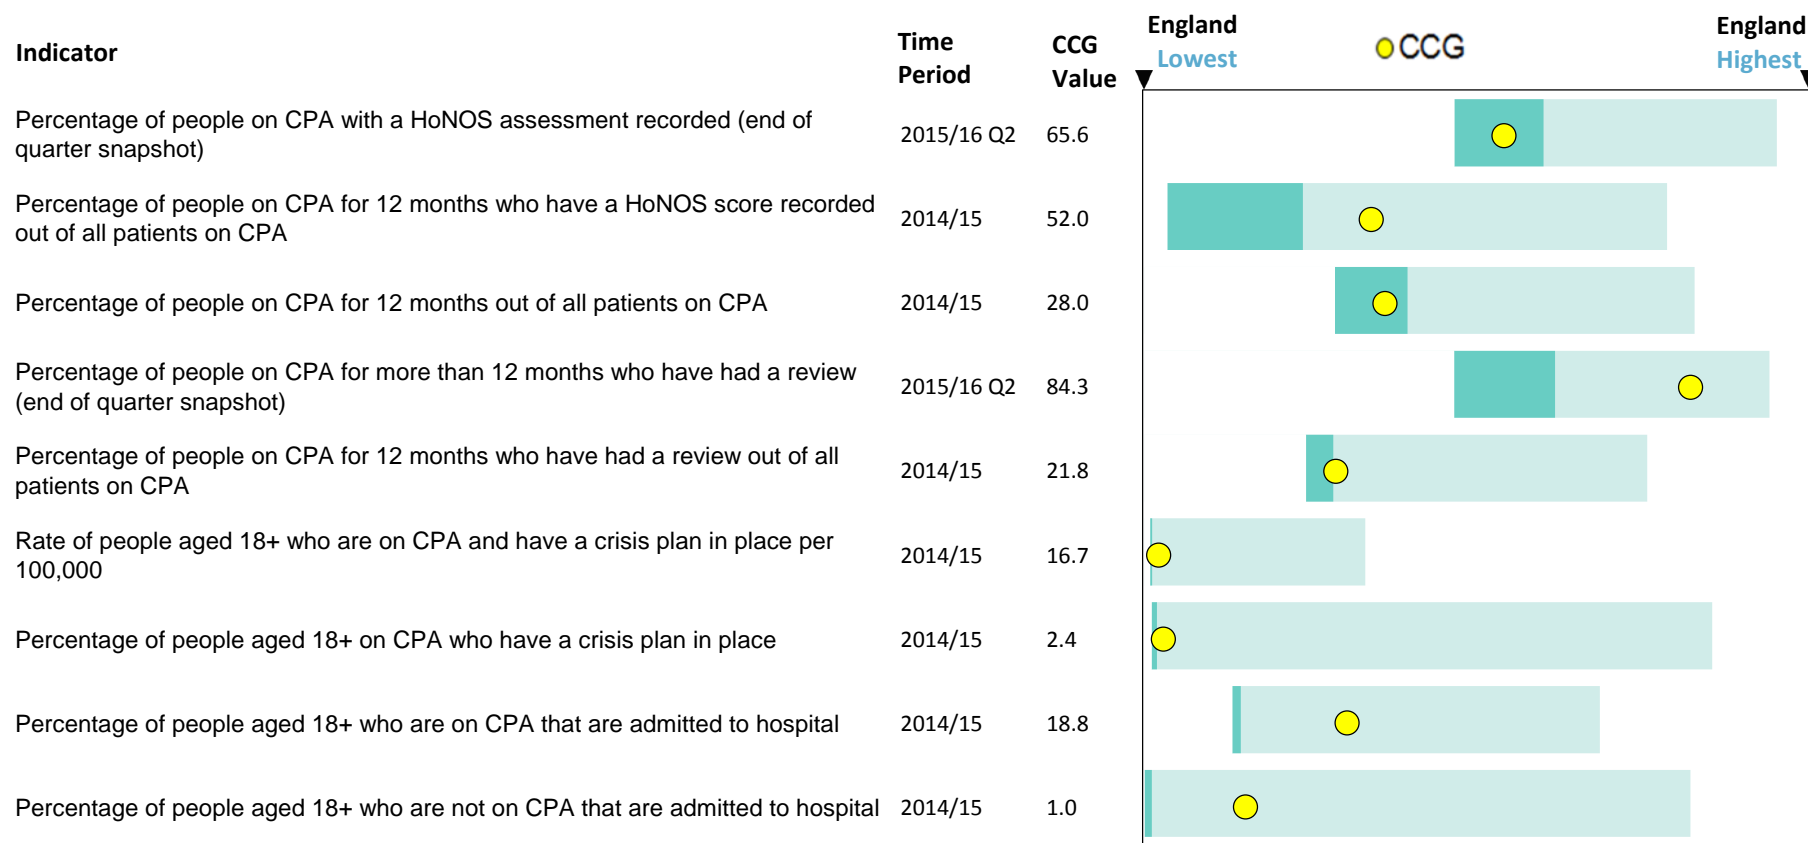 Indicator
Time Period
CCG Value
England Lowest
CCG
England Highest
Percentage of people on CPA with a HoNOS assessment recorded (end of
quarter snapshot)
2015/16 Q2
65.6
Percentage of people on CPA for 12 months who have a HoNOS score recorded
out of all patients on CPA
2014/15
52.0
Percentage of people on CPA for 12 months out of all patients on CPA
2014/15
28.0
Percentage of people on CPA for more than 12 months who have had a review
(end of quarter snapshot)
2015/16 Q2
84.3
Percentage of people on CPA for 12 months who have had a review out of all
patients on CPA
2014/15
21.8
Rate of people aged 18+ who are on CPA and have a crisis plan in place per
100,000
2014/15
16.7
Percentage of people aged 18+ on CPA who have a crisis plan in place
2014/15
2.4
Percentage of people aged 18+ who are on CPA that are admitted to hospital
2014/15
18.8
Percentage of people aged 18+ who are not on CPA that are admitted to hospital
2014/15
1.0